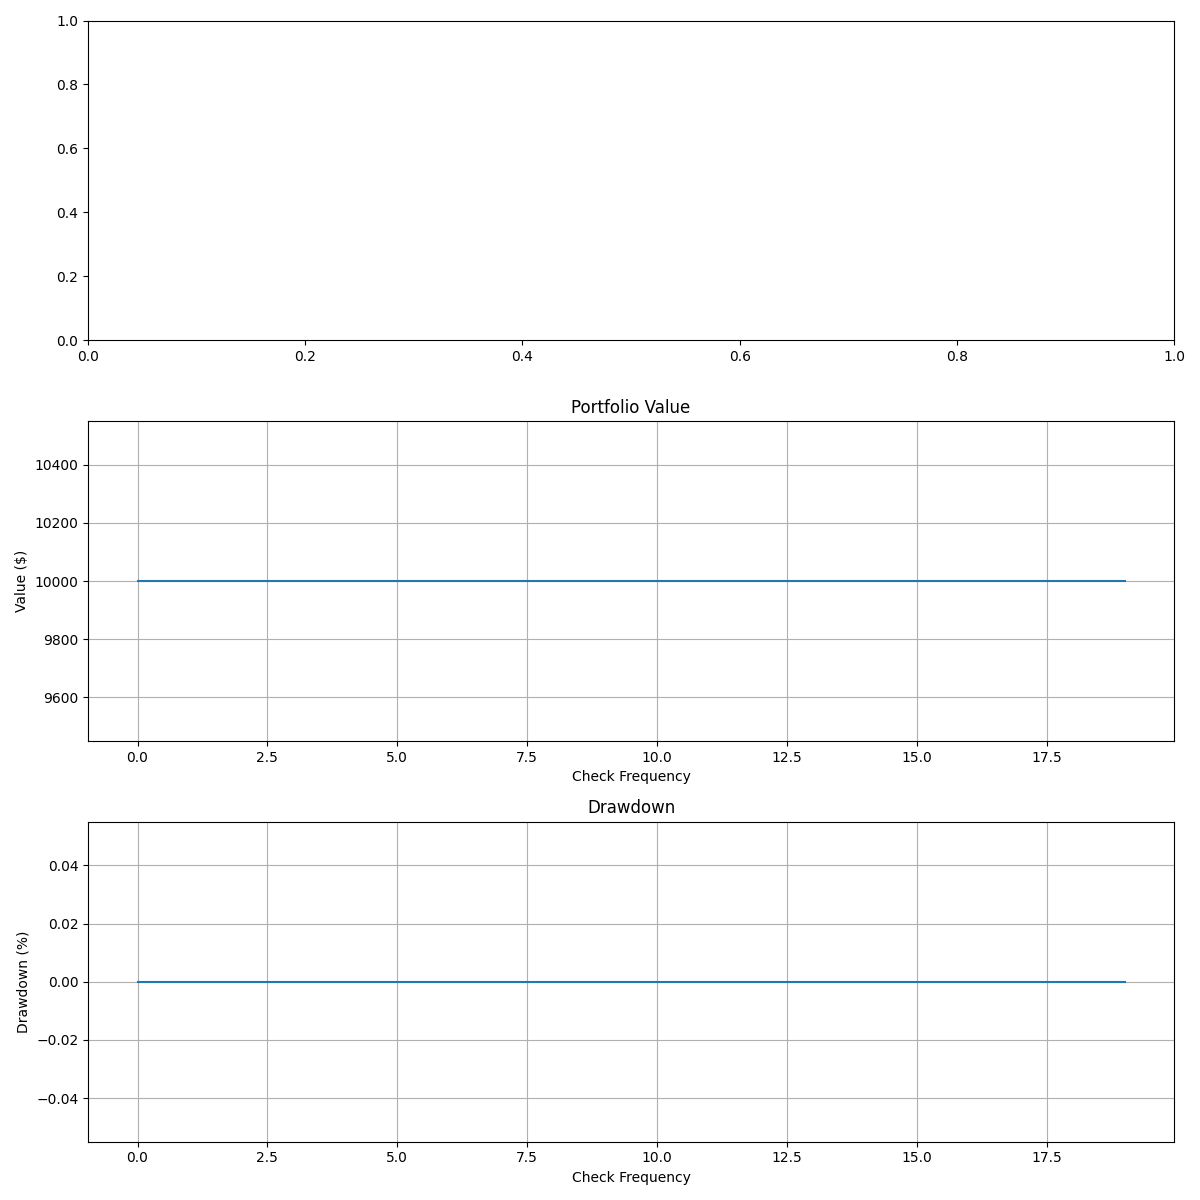 1.0
0.8
0.6
0.4
0.2
0.0
0.0 0.2 0.4 0.6 0.8 1.0
Portfolio Value
Value ($)
10400
10200
10000
9800
9600
0.0 2.5 5.0 7.5 10.0 12.5 15.0 17.5
Check Frequency
Drawdown
Drawdown (%)
0.04
0.02
0.00
−0.02
−0.04
0.0 2.5 5.0 7.5 10.0 12.5 15.0 17.5
Check Frequency